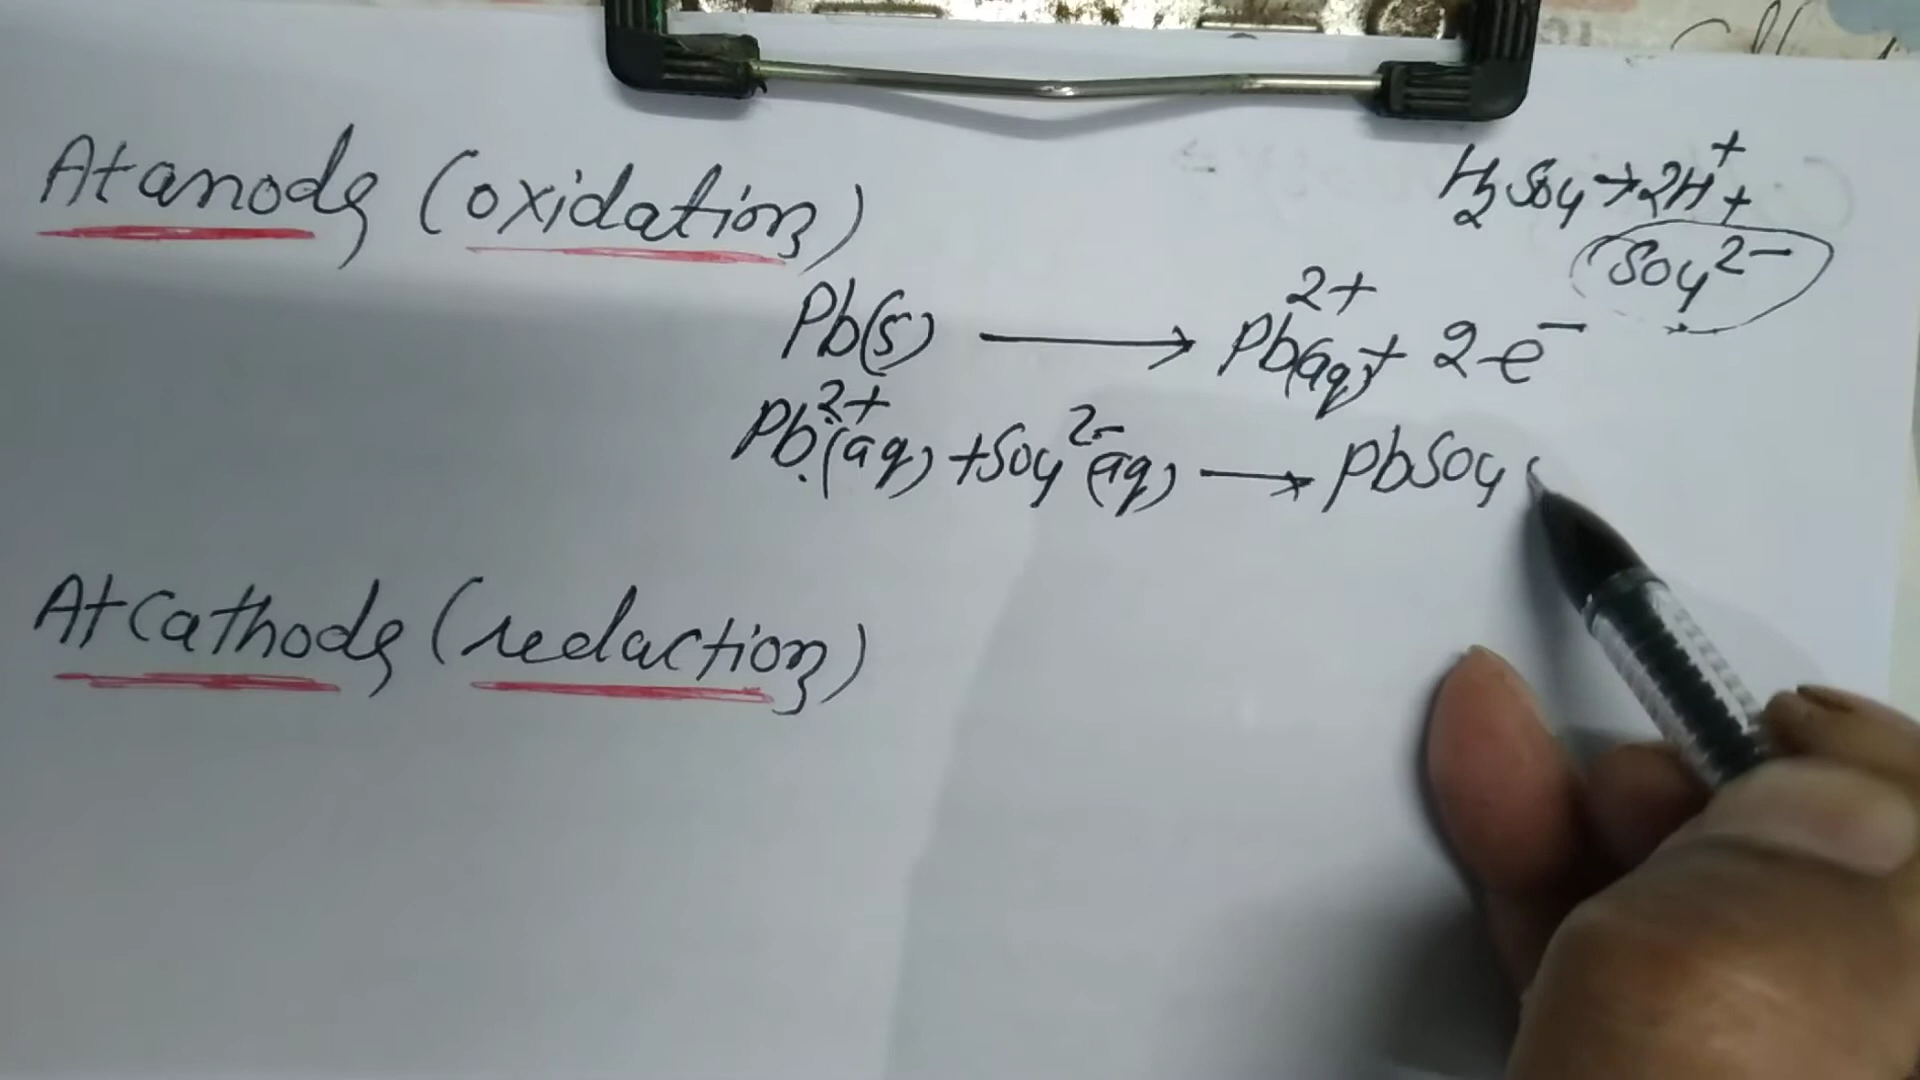 At anode (oxidation)
H2SO4 → 2H+ +
SO4 2-
Pb(s) → Pb2+(aq) + 2e-
Pb2+(aq) + SO4 2-(aq) → PbSO4 (
At Cathode (redaction)